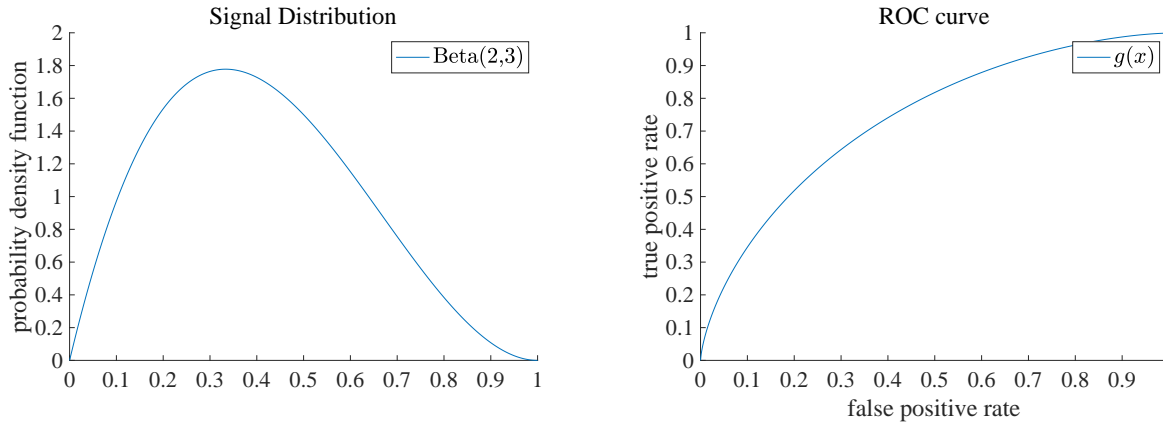 Signal Distribution
probability density function
2
1.8
1.6
1.4
1.2
1
0.8
0.6
0.4
0.2
0
Beta(2,3)
0 0.1 0.2 0.3 0.4 0.5 0.6 0.7 0.8 0.9 1
ROC curve
true positive rate
1
0.9
0.8
0.7
0.6
0.5
0.4
0.3
0.2
0.1
0
g(x)
0 0.1 0.2 0.3 0.4 0.5 0.6 0.7 0.8 0.9
false positive rate